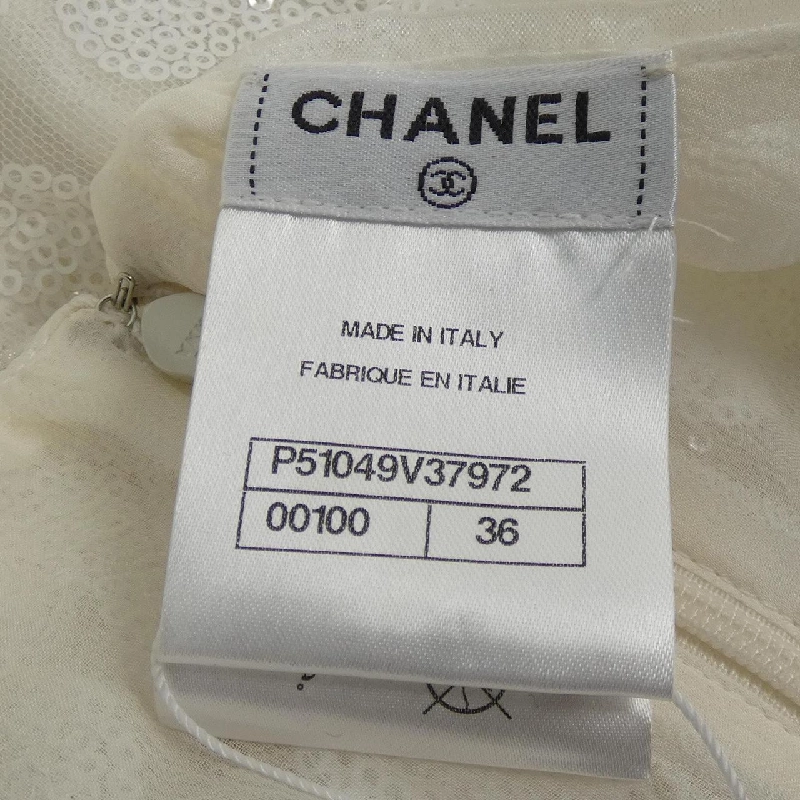 CHANEL
MADE IN ITALY
FABRIQUE EN ITALIE
P51049V37972
00100 36